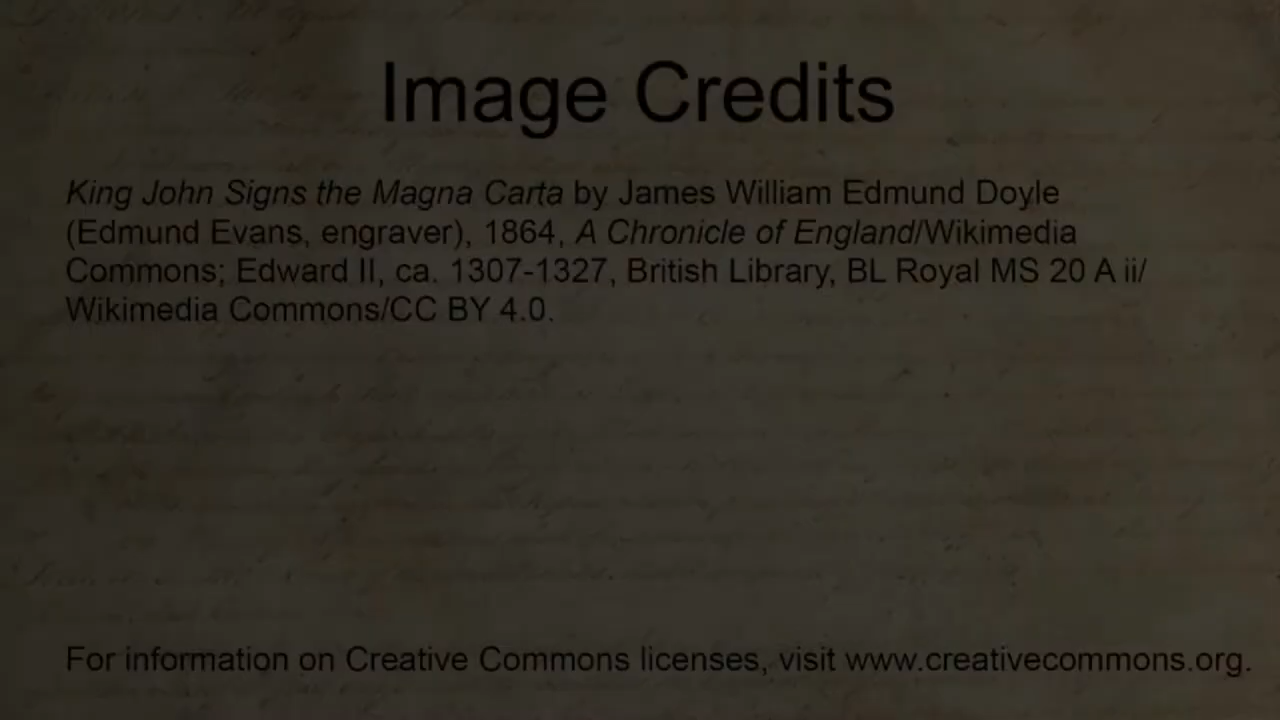 Image Credits
King John Signs the Magna Carta by James William Edmund Doyle
(Edmund Evans, engraver), 1864, A Chronicle of England/Wikimedia
Commons; Edward II, ca. 1307-1327, British Library, BL Royal MS 20 A ii/
Wikimedia Commons/CC BY 4.0.
For information on Creative Commons licenses, visit www.creativecommons.org.